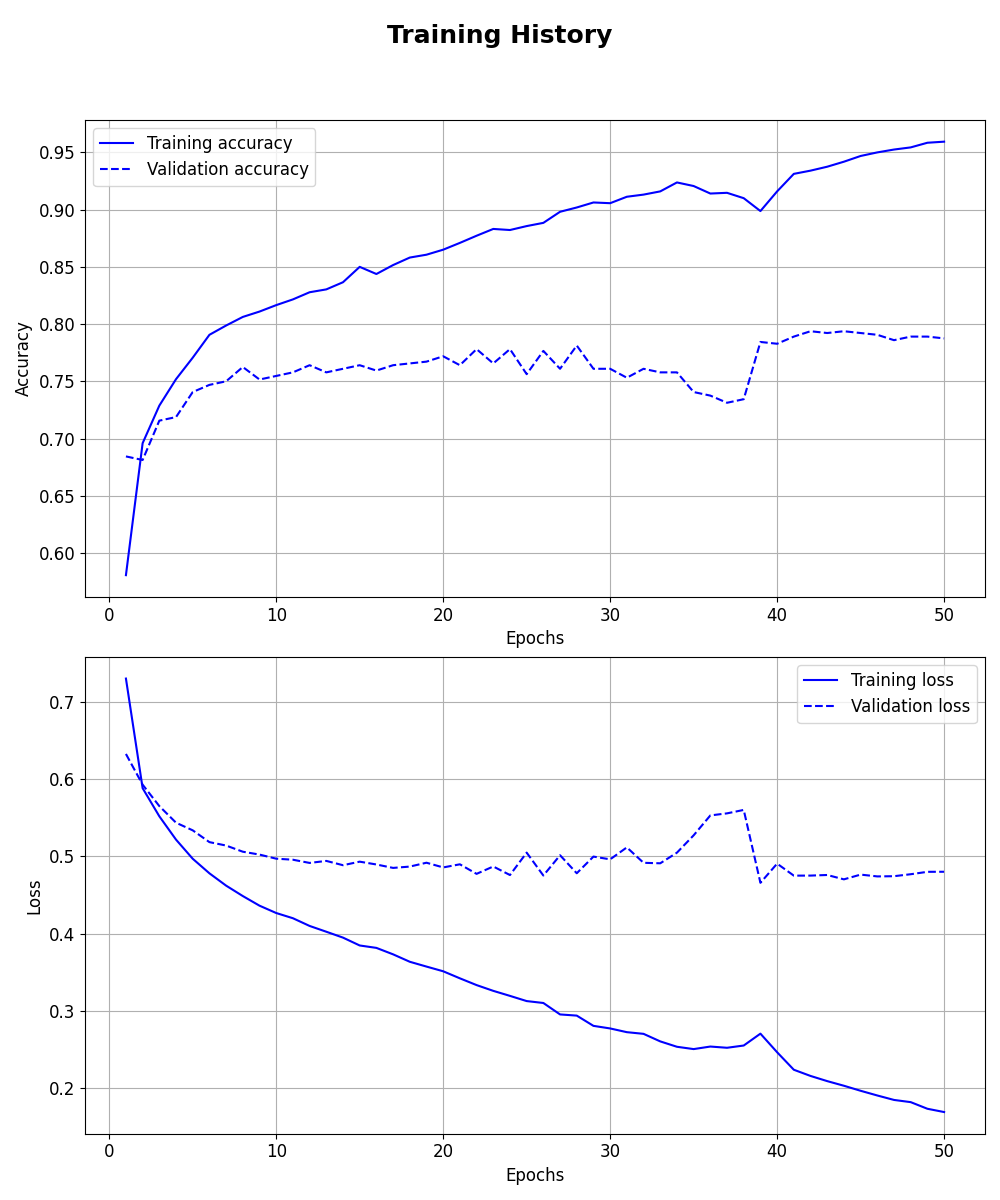 Training History
Training accuracy
Validation accuracy
0.95
0.90
0.85
0.80
0.75
0.70
0.65
0.60
Accuracy
0 10 20 30 40 50
Epochs
Training loss
Validation loss
0.7
0.6
0.5
0.4
0.3
0.2
Loss
0 10 20 30 40 50
Epochs